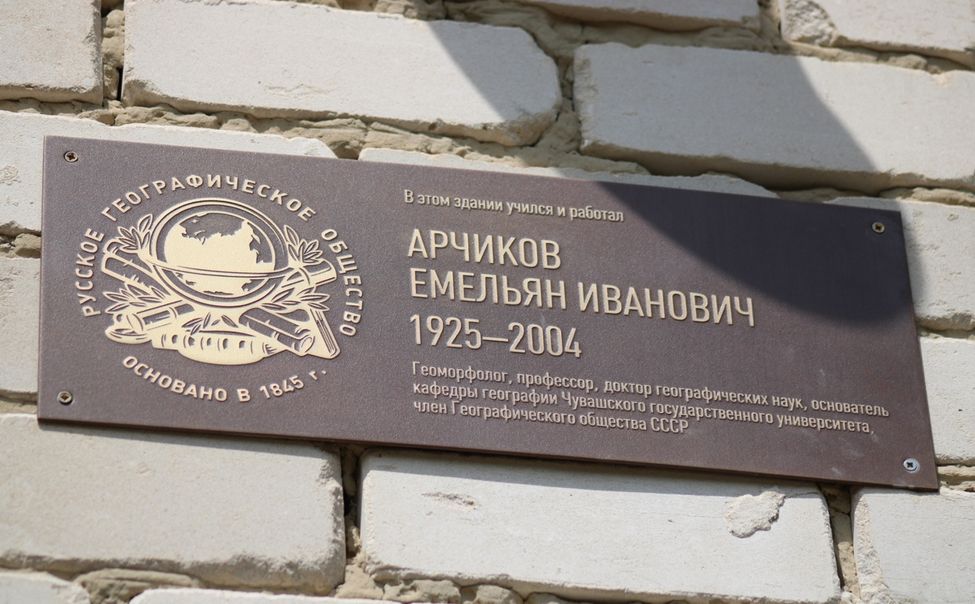 РУССКОЕ ГЕОГРАФИЧЕСКОЕ ОБЩЕСТВО
ОСНОВАНО В 1845 г.
В этом здании учился и работал
АРЧИКОВ
ЕМЕЛЬЯН ИВАНОВИЧ
1925—2004
Геоморфолог, профессор, доктор географических наук, основатель
кафедры географии Чувашского государственного университета,
член Географического общества СССР